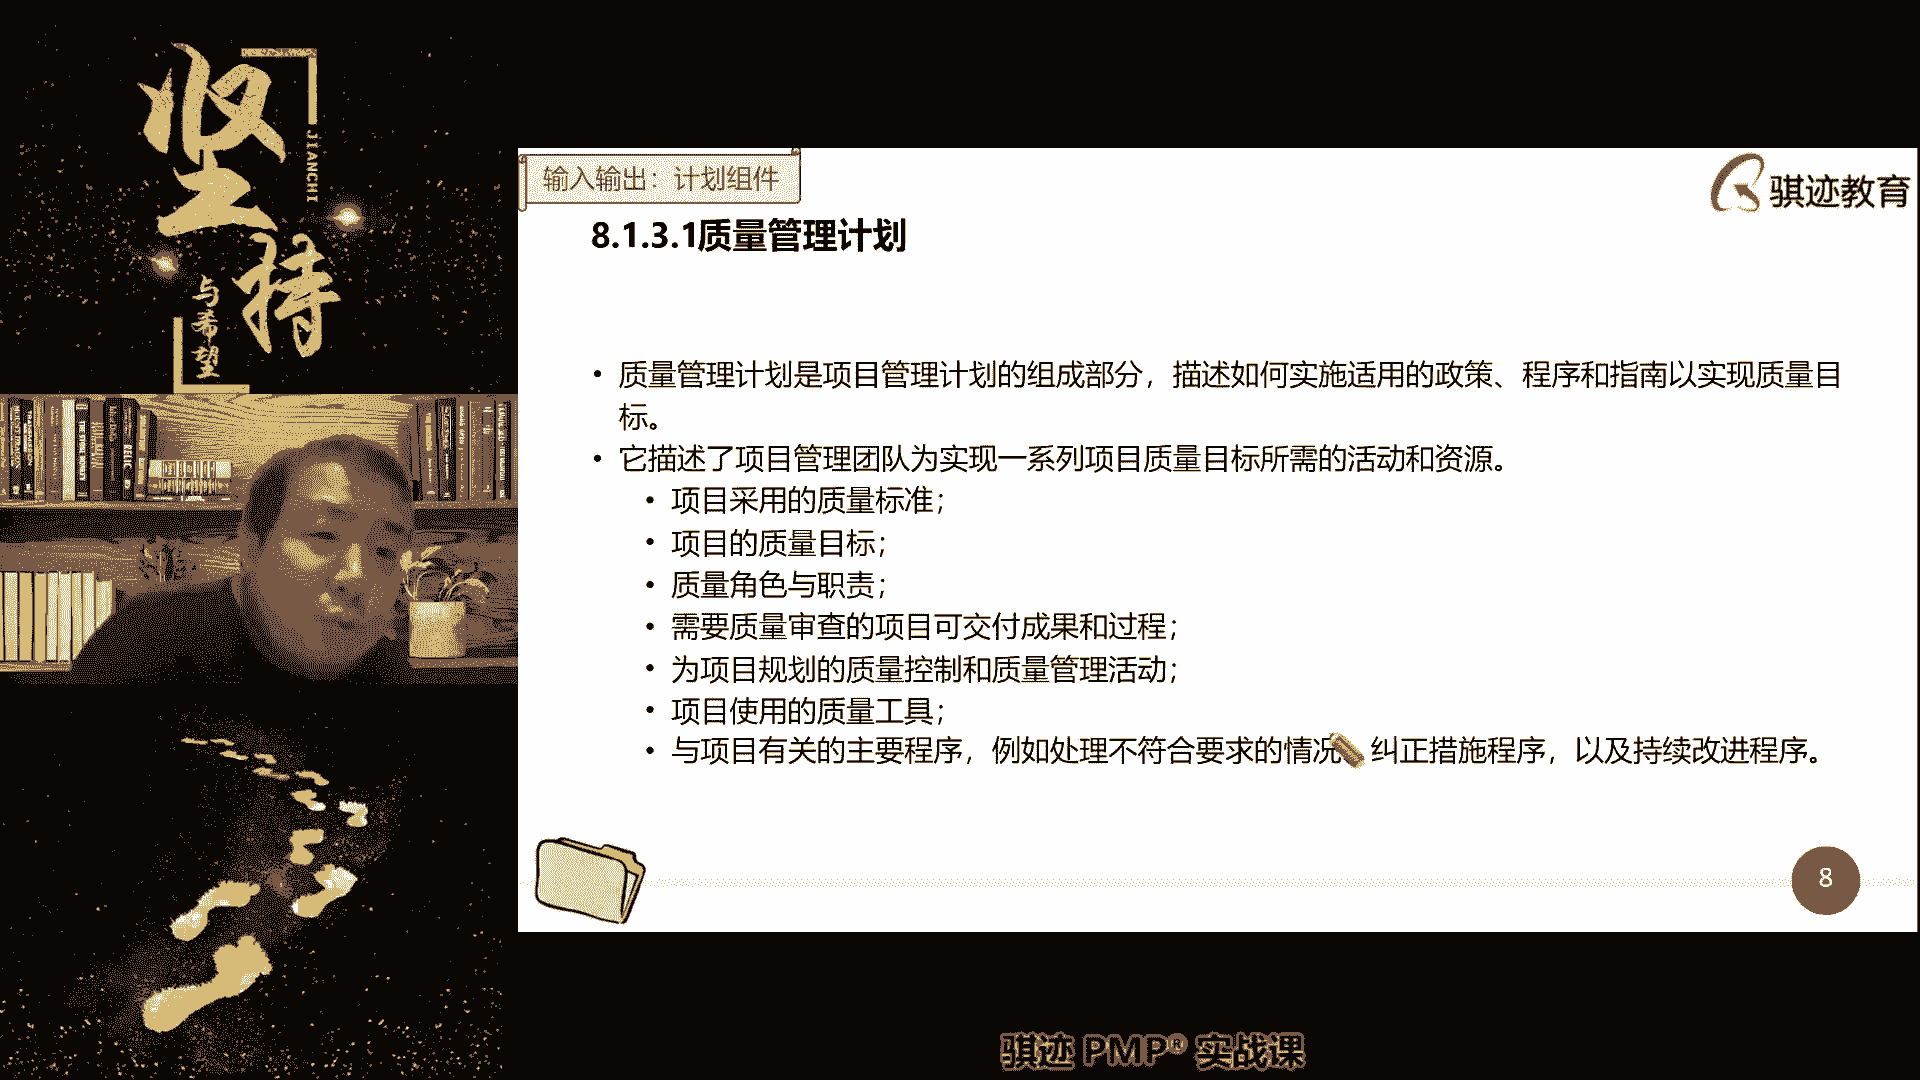 坚持
JIANCHI
与希望
输入输出：计划组件
骐迹教育
8.1.3.1质量管理计划
• 质量管理计划是项目管理计划的组成部分，描述如何实施适用的政策、程序和指南以实现质量目
标。
• 它描述了项目管理团队为实现一系列项目质量目标所需的活动和资源。
• 项目采用的质量标准；
• 项目的质量目标；
• 质量角色与职责；
• 需要质量审查的项目可交付成果和过程；
• 为项目规划的质量控制和质量管理活动；
• 项目使用的质量工具；
• 与项目有关的主要程序，例如处理不符合要求的情况 纠正措施程序，以及持续改进程序。
8
骐迹 PMP® 实战课